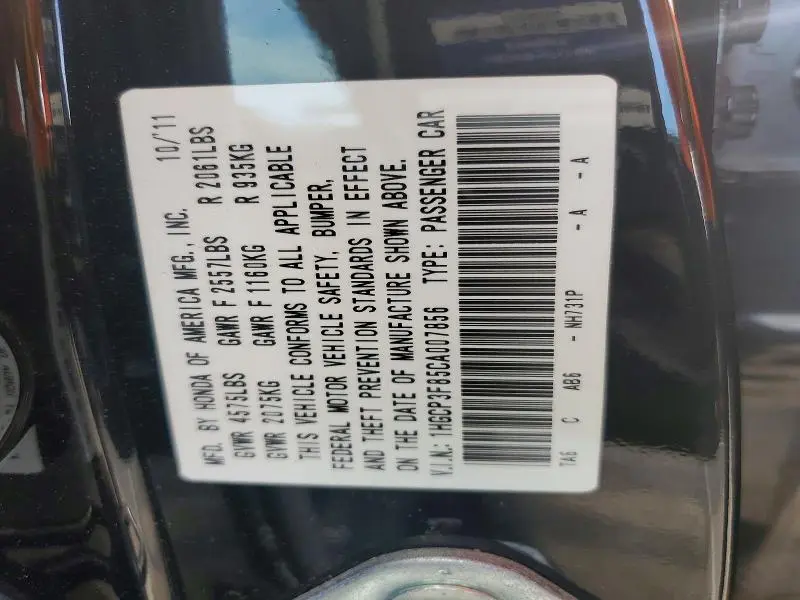 MFD. BY HONDA OF AMERICA MFG., INC. 10/'11
GVWR 4575LBS GAWR F 2557LBS R 2061LBS
GVWR 2075KG GAWR F 1160KG R 935KG
THIS VEHICLE CONFORMS TO ALL APPLICABLE
FEDERAL MOTOR VEHICLE SAFETY, BUMPER,
AND THEFT PREVENTION STANDARDS IN EFFECT
ON THE DATE OF MANUFACTURE SHOWN ABOVE.
V.I.N.: 1HGCP3F85CA007856 TYPE: PASSENGER CAR
TA6 C AB6 - NH731P - A - A